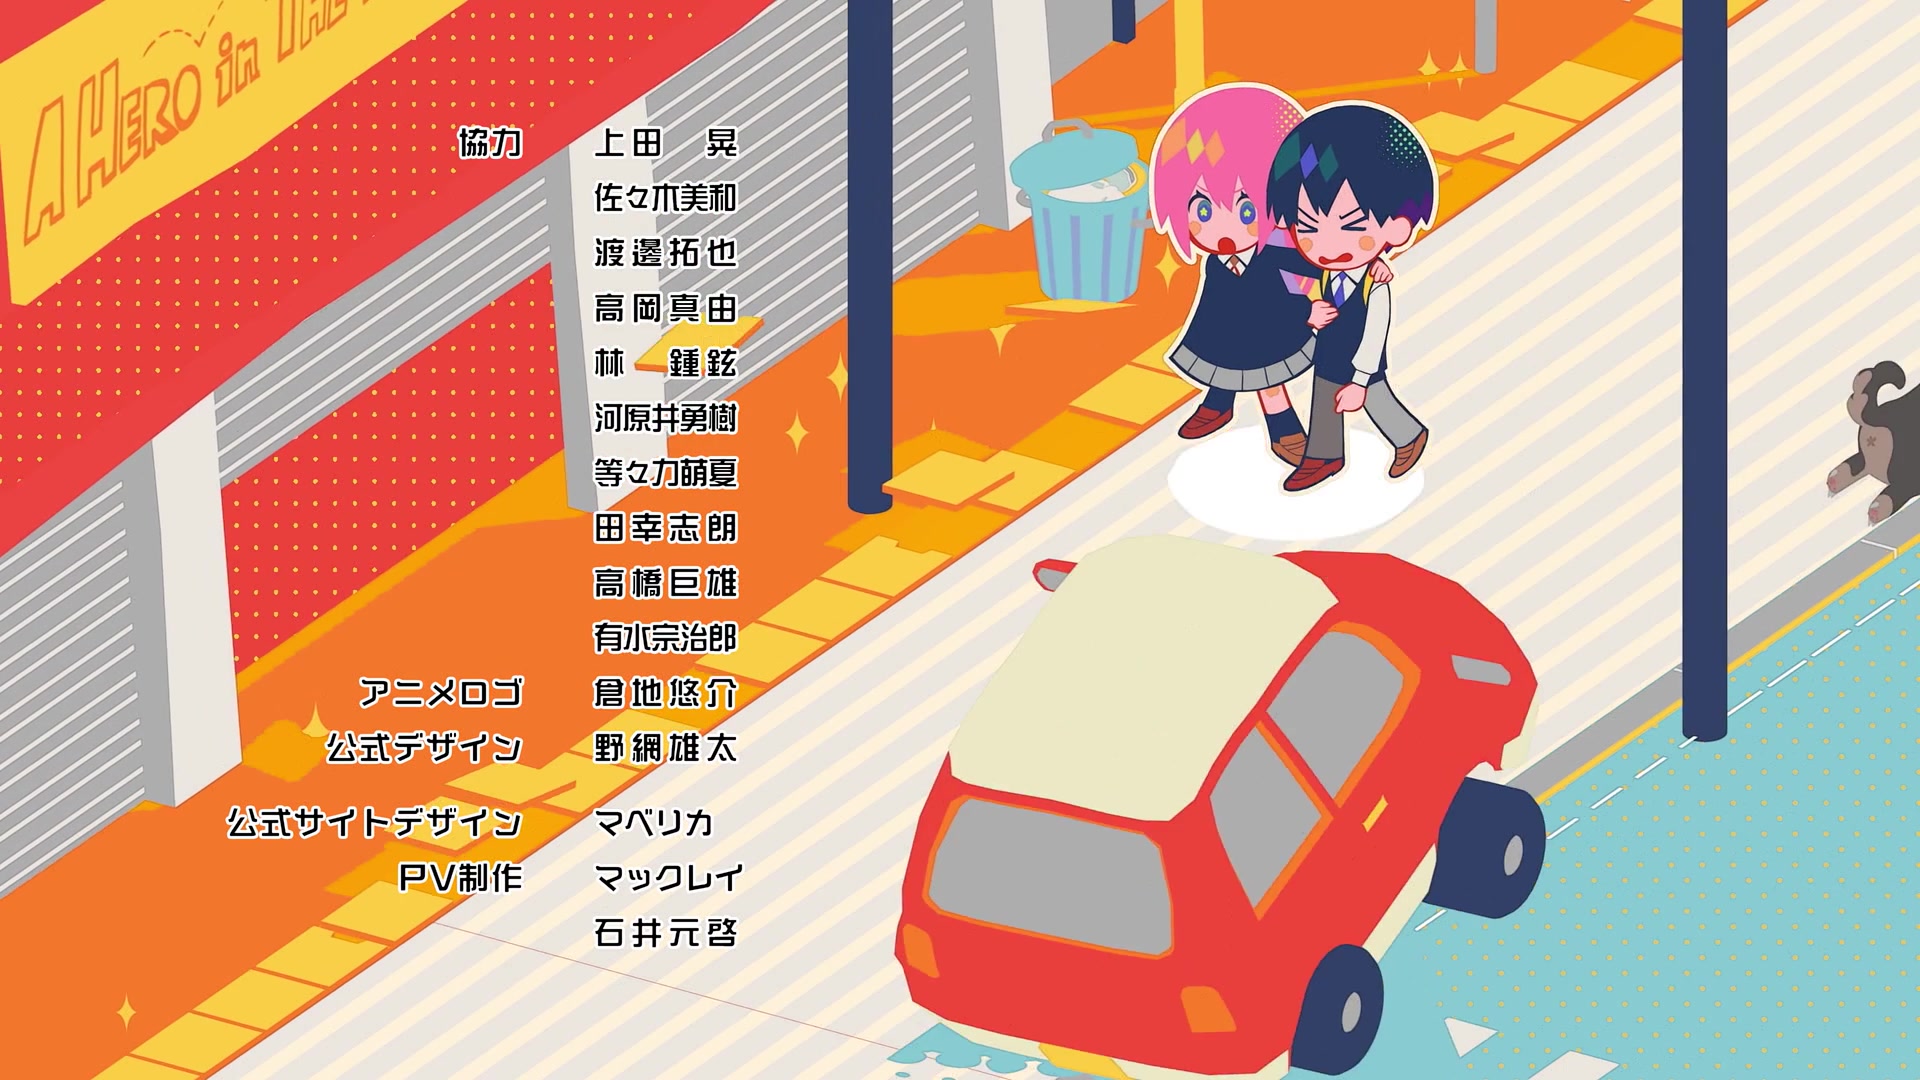 A HERO in THE
協力 上田 晃
佐々木美和
渡邊拓也
高岡真由
林 鍾鉉
河原井勇樹
等々力萌夏
田幸志朗
高橋巨雄
有水宗治郎
アニメロゴ 倉地悠介
公式デザイン 野網雄太
公式サイトデザイン マベリカ
PV制作 マックレイ
石井元啓